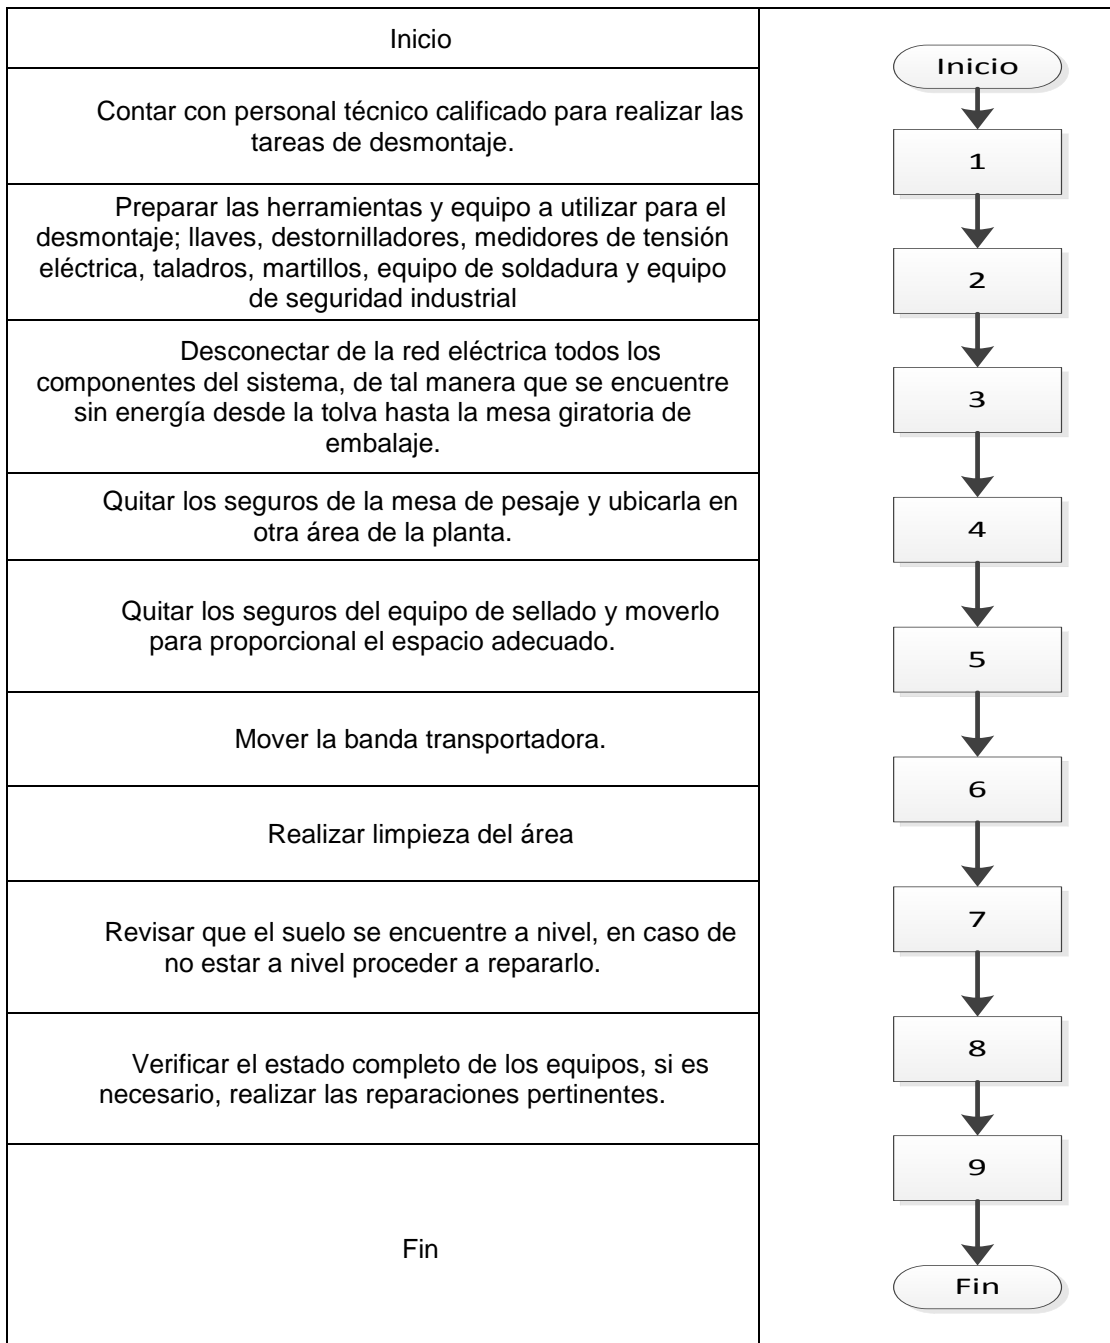 Inicio
Contar con personal técnico calificado para realizar las
tareas de desmontaje.
Preparar las herramientas y equipo a utilizar para el
desmontaje; llaves, destornilladores, medidores de tensión
eléctrica, taladros, martillos, equipo de soldadura y equipo
de seguridad industrial
Desconectar de la red eléctrica todos los
componentes del sistema, de tal manera que se encuentre
sin energía desde la tolva hasta la mesa giratoria de
embalaje.
Quitar los seguros de la mesa de pesaje y ubicarla en
otra área de la planta.
Quitar los seguros del equipo de sellado y moverlo
para proporcional el espacio adecuado.
Mover la banda transportadora.
Realizar limpieza del área
Revisar que el suelo se encuentre a nivel, en caso de
no estar a nivel proceder a repararlo.
Verificar el estado completo de los equipos, si es
necesario, realizar las reparaciones pertinentes.
Fin
Inicio
1
2
3
4
5
6
7
8
9
Fin